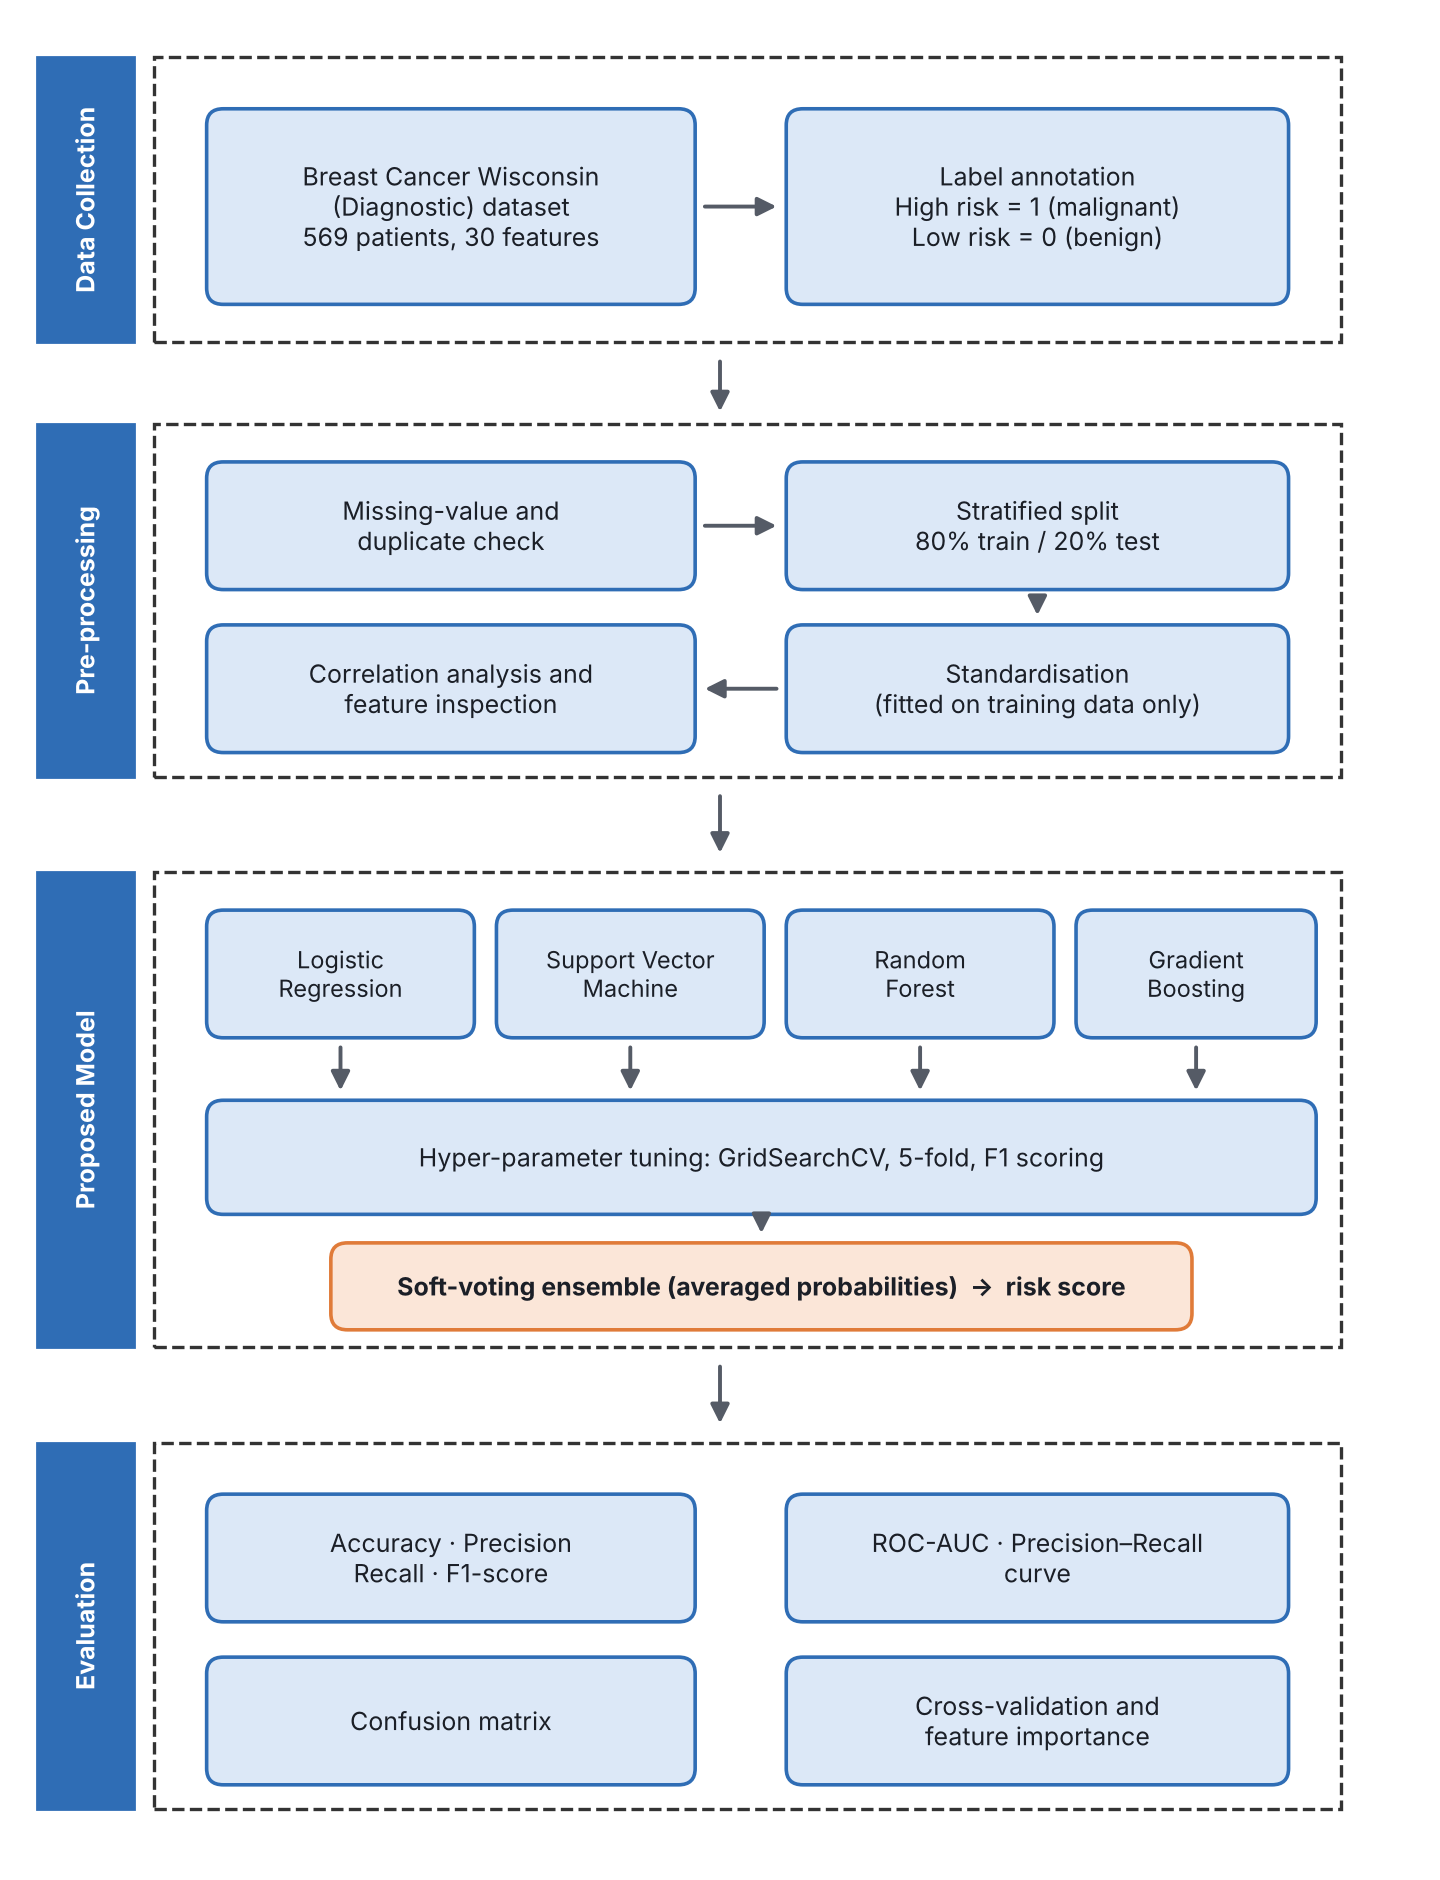 Data Collection
Breast Cancer Wisconsin
(Diagnostic) dataset
569 patients, 30 features
Label annotation
High risk = 1 (malignant)
Low risk = 0 (benign)
Pre-processing
Missing-value and
duplicate check
Stratified split
80% train / 20% test
Correlation analysis and
feature inspection
Standardisation
(fitted on training data only)
Proposed Model
Logistic
Regression
Support Vector
Machine
Random
Forest
Gradient
Boosting
Hyper-parameter tuning: GridSearchCV, 5-fold, F1 scoring
Soft-voting ensemble (averaged probabilities) → risk score
Evaluation
Accuracy · Precision
Recall · F1-score
ROC-AUC · Precision–Recall
curve
Confusion matrix
Cross-validation and
feature importance